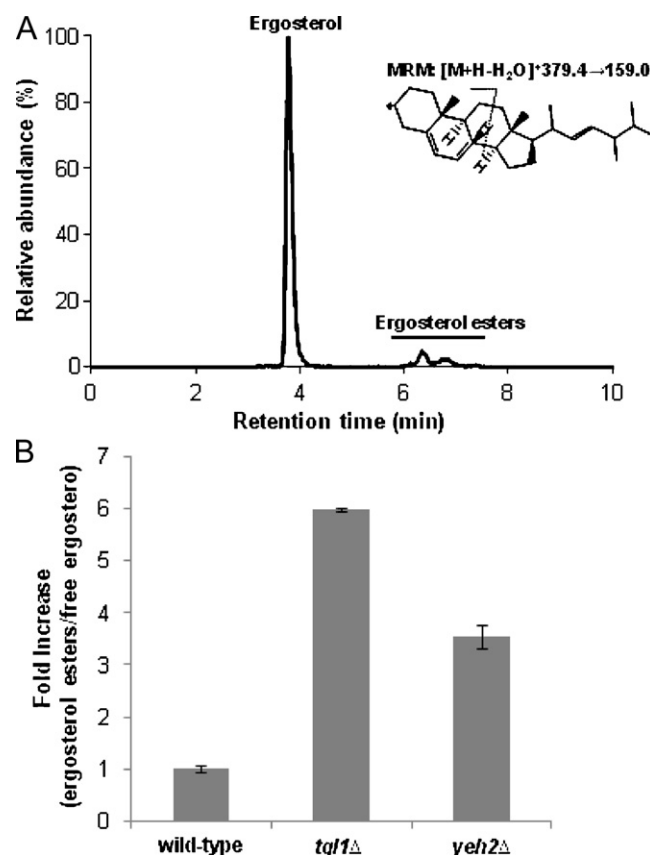 A
Ergosterol
MRM: [M+H-H₂O]⁺379.4→159.0
H
H
H
Relative abundance (%)
100
80
60
40
20
0
Ergosterol esters
0 2 4 6 8 10
Retention time (min)
B
Fold Increase
(ergosterol esters/free ergostero)
7
6
5
4
3
2
1
0
wild-type tgl1Δ yeh2Δ